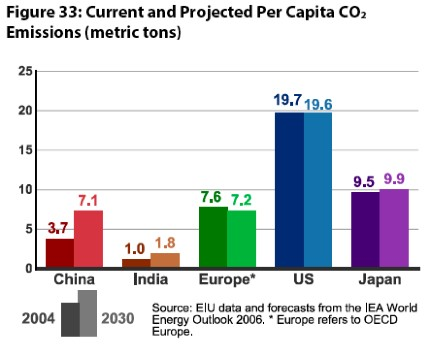 Figure 33: Current and Projected Per Capita CO₂
Emissions (metric tons)
25
20
15
10
5
0
3.7
7.1
1.0
1.8
7.6
7.2
19.7
19.6
9.5
9.9
China
India
Europe*
US
Japan
2004
2030
Source: EIU data and forecasts from the IEA World
Energy Outlook 2006. * Europe refers to OECD
Europe.